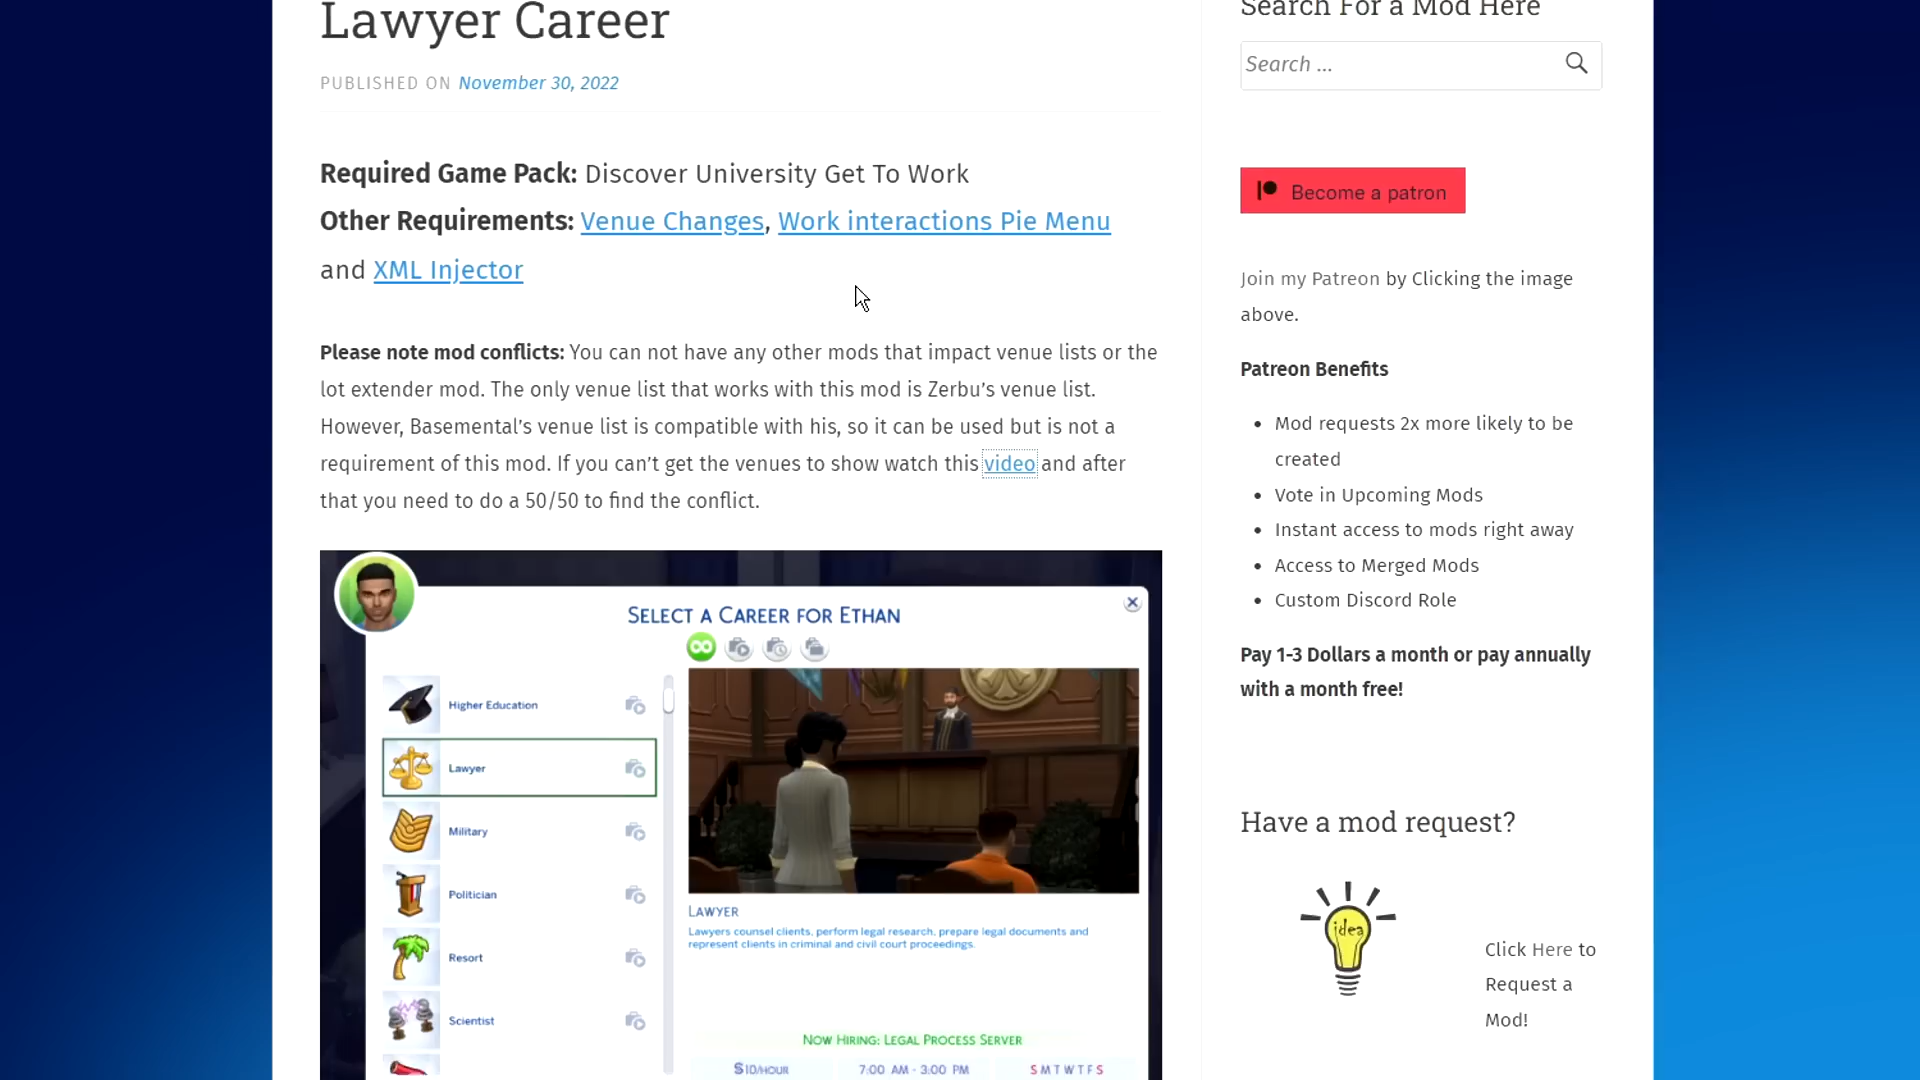 Lawyer Career
PUBLISHED ON November 30, 2022
Required Game Pack: Discover University Get To Work
Other Requirements: Venue Changes, Work interactions Pie Menu
and XML Injector
Please note mod conflicts: You can not have any other mods that impact venue lists or the
lot extender mod. The only venue list that works with this mod is Zerbu’s venue list.
However, Basemental’s venue list is compatible with his, so it can be used but is not a
requirement of this mod. If you can’t get the venues to show watch this video and after
that you need to do a 50/50 to find the conflict.
SELECT A CAREER FOR ETHAN
Higher Education
Lawyer
Military
Politician
Resort
Scientist
LAWYER
Lawyers counsel clients, perform legal research, prepare legal documents and
represent clients in criminal and civil court proceedings.
NOW HIRING: LEGAL PROCESS SERVER
$10/HOUR 7:00 AM - 3:00 PM S M T W T F S
Search For a Mod Here
Search ...
Become a patron
Join my Patreon by Clicking the image
above.
Patreon Benefits
Mod requests 2x more likely to be
created
Vote in Upcoming Mods
Instant access to mods right away
Access to Merged Mods
Custom Discord Role
Pay 1-3 Dollars a month or pay annually
with a month free!
Have a mod request?
idea
Click Here to
Request a
Mod!